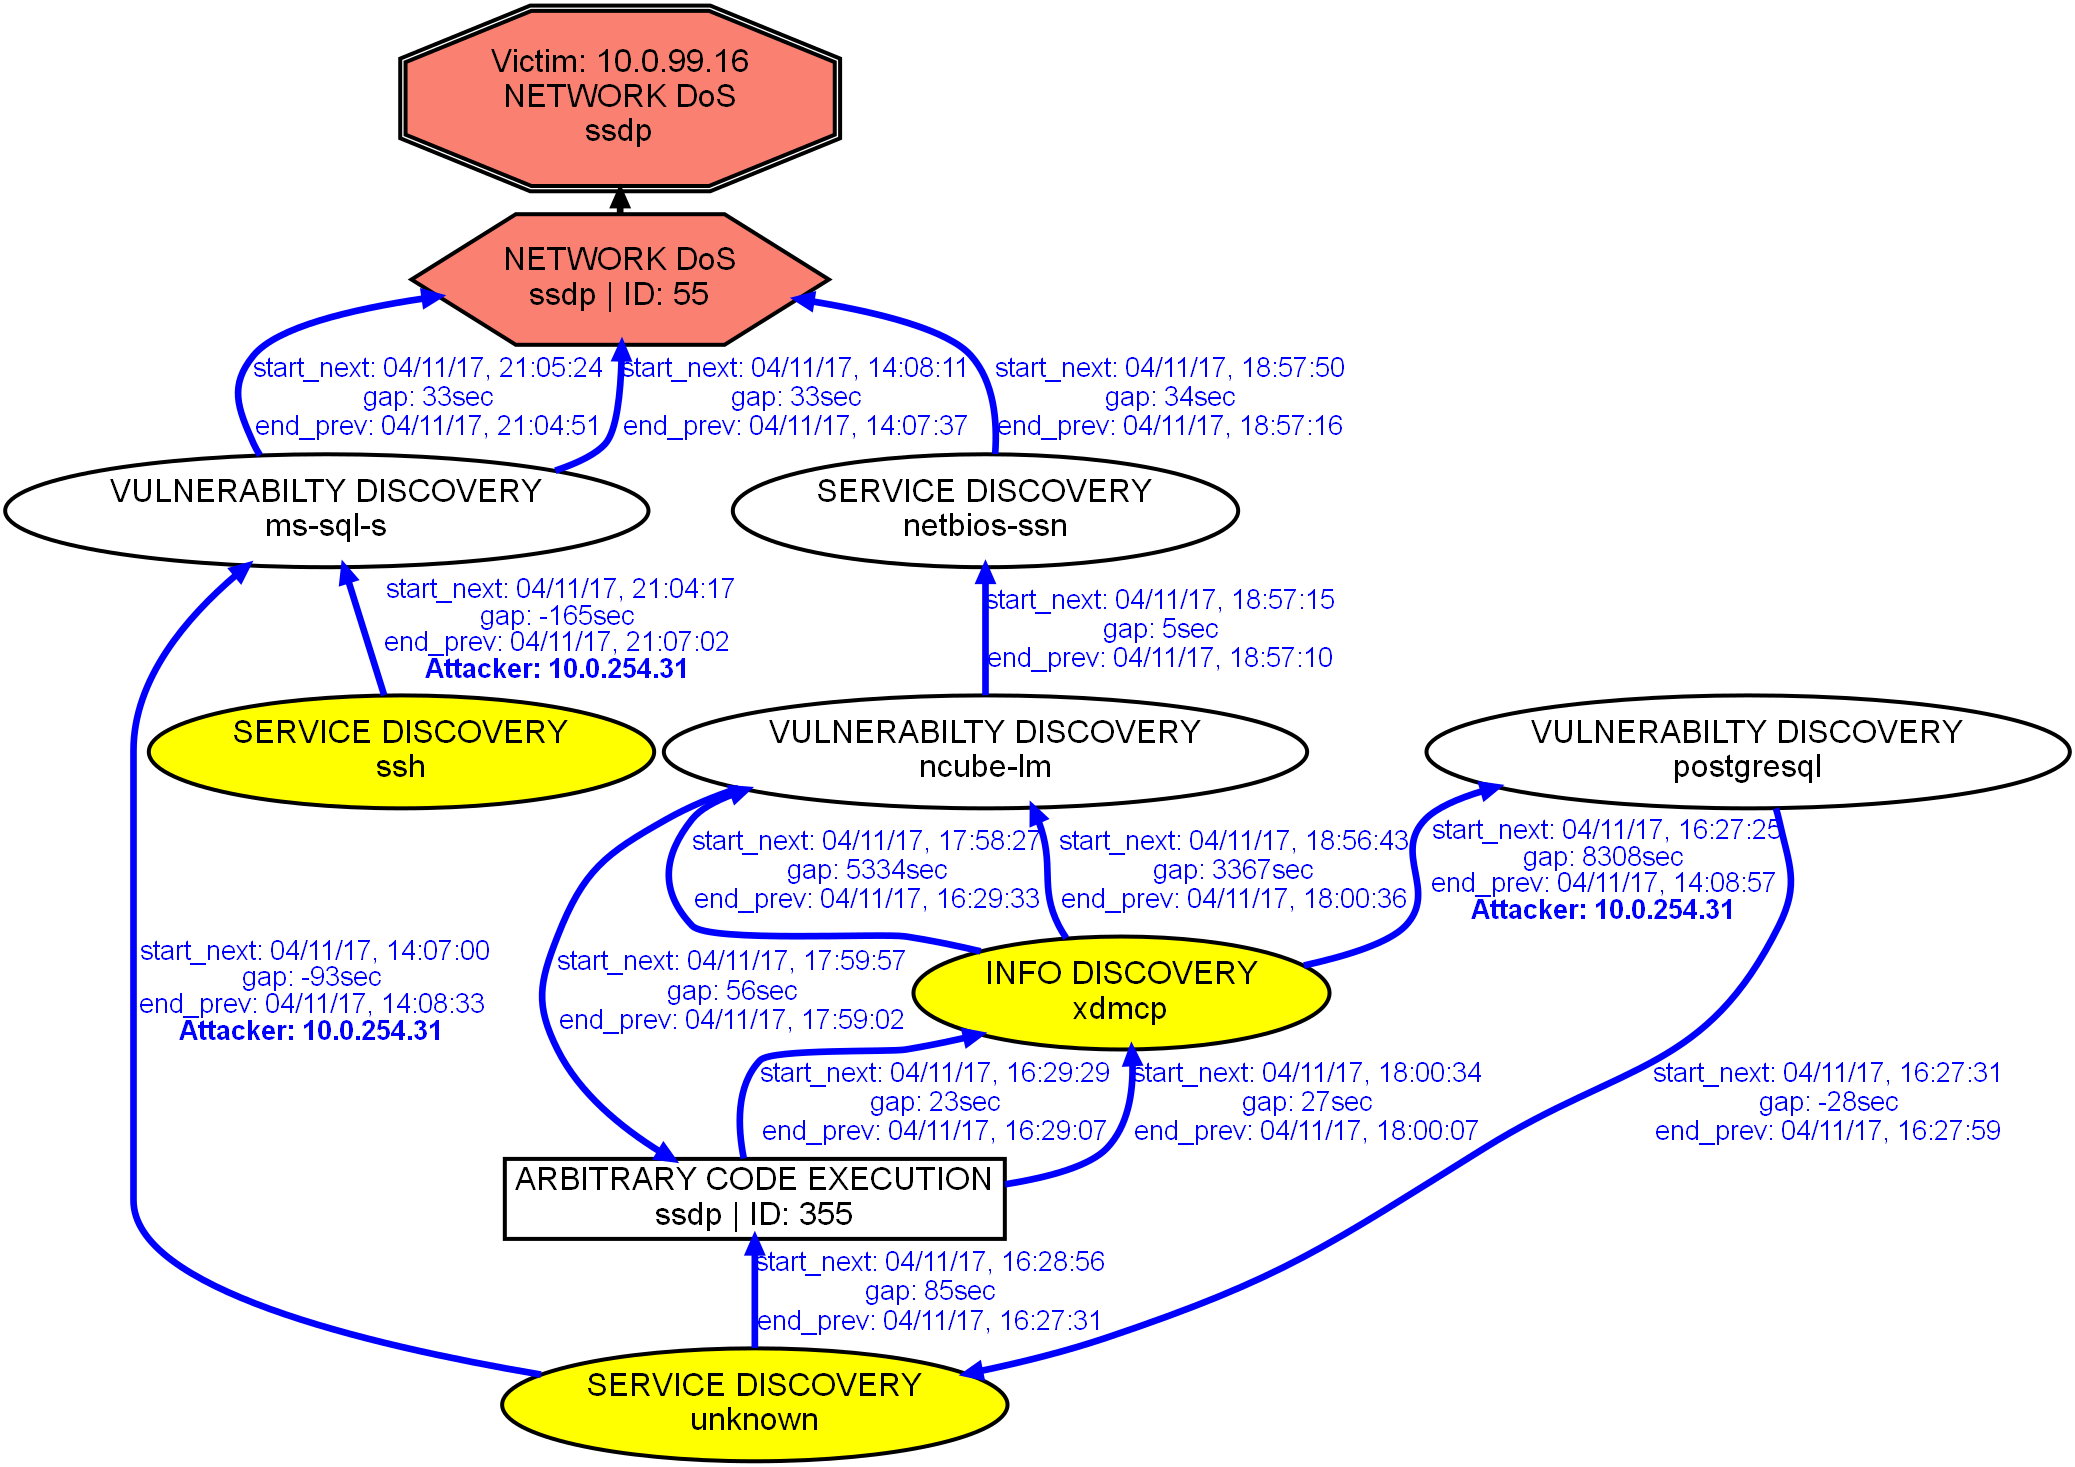 Victim: 10.0.99.16
NETWORK DoS
ssdp
NETWORK DoS
ssdp | ID: 55
start_next: 04/11/17, 21:05:24
gap: 33sec
end_prev: 04/11/17, 21:04:51
start_next: 04/11/17, 14:08:11
gap: 33sec
end_prev: 04/11/17, 14:07:37
start_next: 04/11/17, 18:57:50
gap: 34sec
end_prev: 04/11/17, 18:57:16
VULNERABILTY DISCOVERY
ms-sql-s
SERVICE DISCOVERY
netbios-ssn
start_next: 04/11/17, 21:04:17
gap: -165sec
end_prev: 04/11/17, 21:07:02
Attacker: 10.0.254.31
start_next: 04/11/17, 18:57:15
gap: 5sec
end_prev: 04/11/17, 18:57:10
SERVICE DISCOVERY
ssh
VULNERABILTY DISCOVERY
ncube-lm
VULNERABILTY DISCOVERY
postgresql
start_next: 04/11/17, 17:58:27
gap: 5334sec
end_prev: 04/11/17, 16:29:33
start_next: 04/11/17, 18:56:43
gap: 3367sec
end_prev: 04/11/17, 18:00:36
start_next: 04/11/17, 16:27:25
gap: 8308sec
end_prev: 04/11/17, 14:08:57
Attacker: 10.0.254.31
start_next: 04/11/17, 14:07:00
gap: -93sec
end_prev: 04/11/17, 14:08:33
Attacker: 10.0.254.31
start_next: 04/11/17, 17:59:57
gap: 56sec
end_prev: 04/11/17, 17:59:02
INFO DISCOVERY
xdmcp
start_next: 04/11/17, 16:29:29
gap: 23sec
end_prev: 04/11/17, 16:29:07
start_next: 04/11/17, 18:00:34
gap: 27sec
end_prev: 04/11/17, 18:00:07
start_next: 04/11/17, 16:27:31
gap: -28sec
end_prev: 04/11/17, 16:27:59
ARBITRARY CODE EXECUTION
ssdp | ID: 355
start_next: 04/11/17, 16:28:56
gap: 85sec
end_prev: 04/11/17, 16:27:31
SERVICE DISCOVERY
unknown